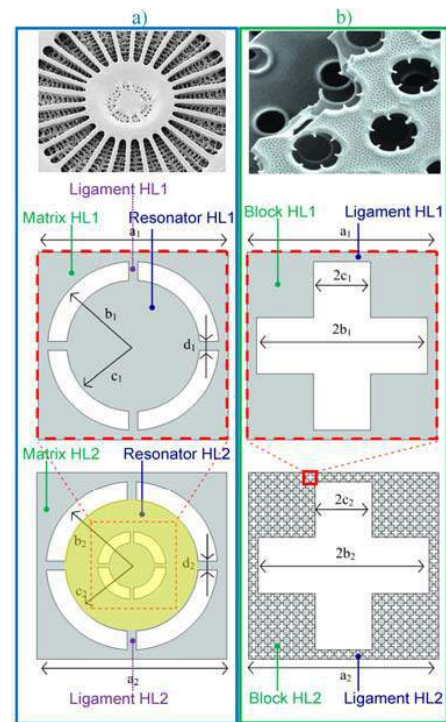 a)
b)
Ligament HL1
Matrix HL1
Resonator HL1
a₁
b₁
c₁
d₁
Matrix HL2
Resonator HL2
b₂
c₂
d₂
a₂
Ligament HL2
Block HL1
Ligament HL1
a₁
2c₁
2b₁
2c₂
2b₂
a₂
Block HL2
Ligament HL2